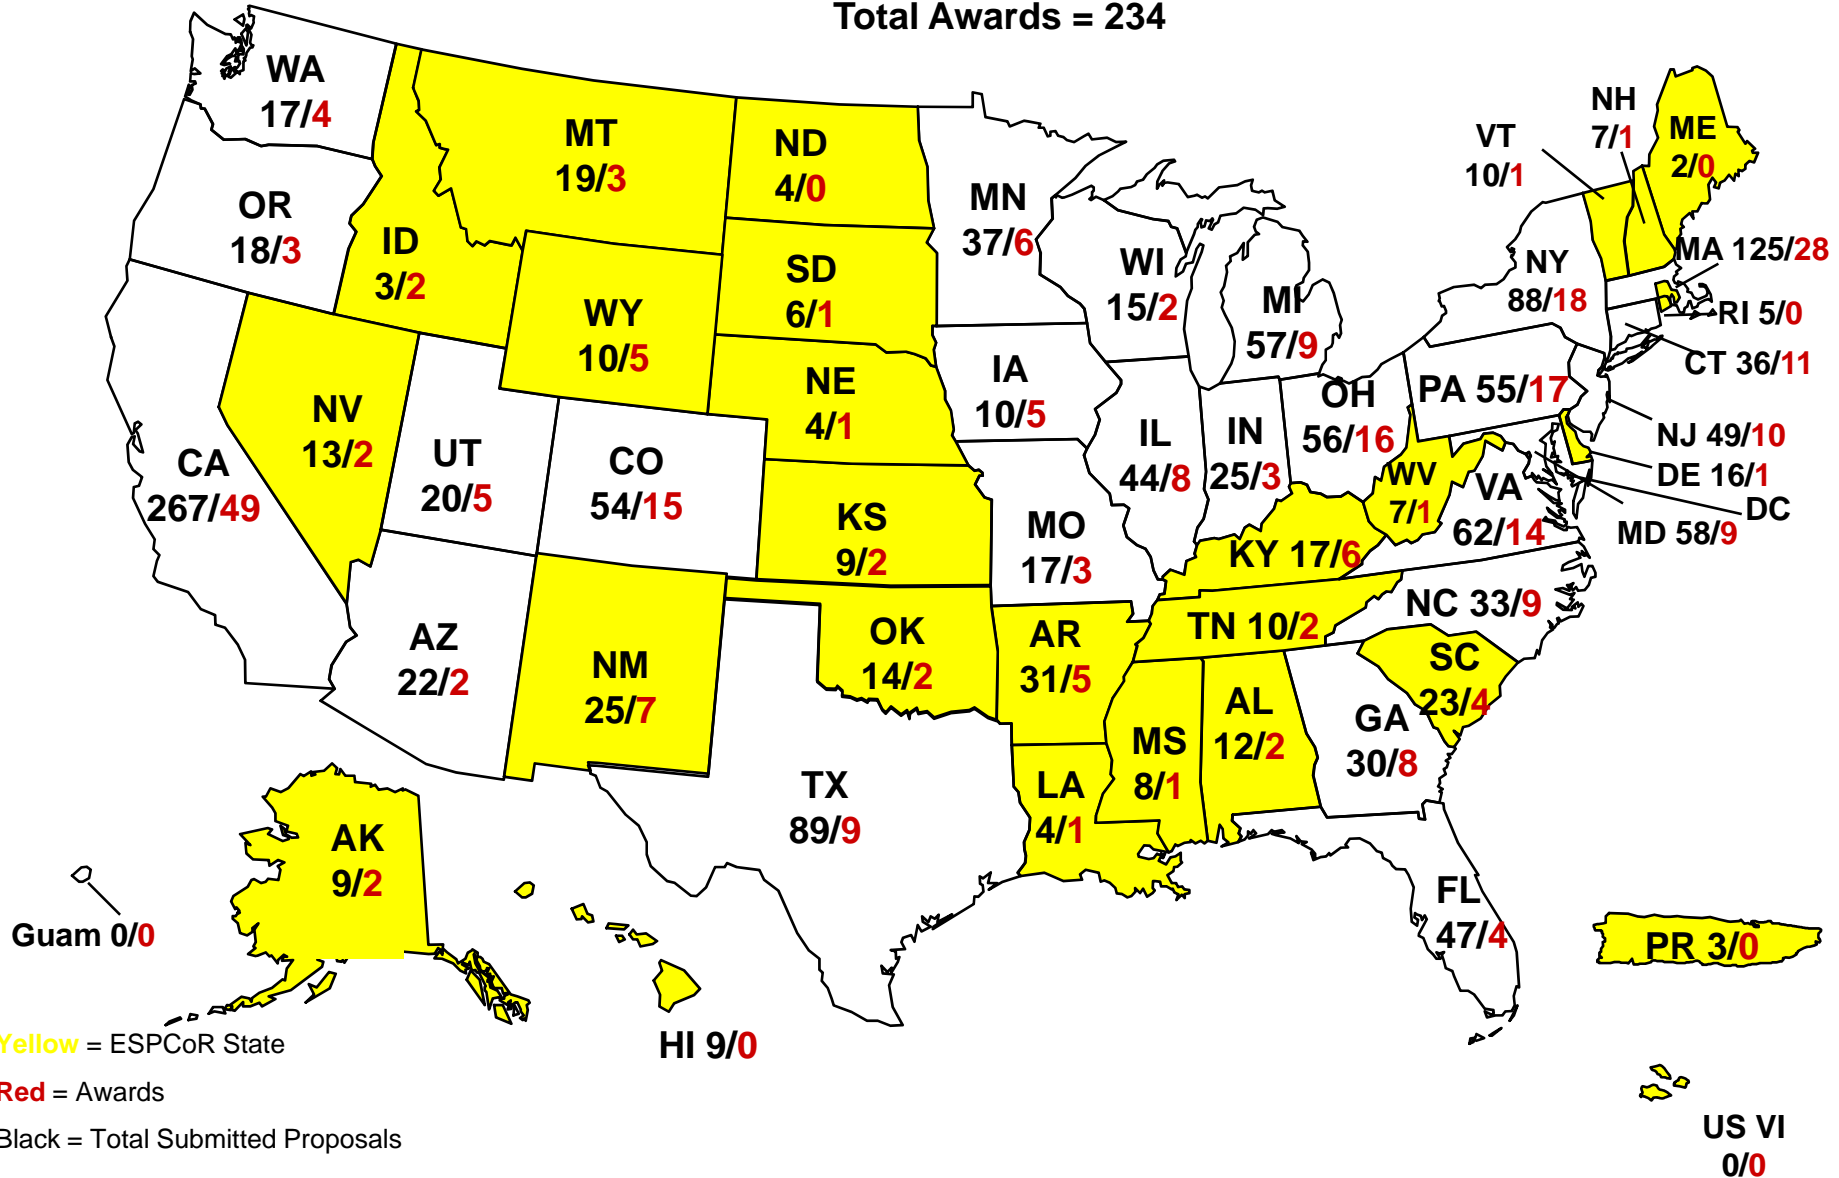 Total Awards = 234
WA
17/4
OR
18/3
CA
267/49
ID
3/2
NV
13/2
MT
19/3
WY
10/5
UT
20/5
CO
54/15
AZ
22/2
NM
25/7
ND
4/0
SD
6/1
NE
4/1
KS
9/2
OK
14/2
TX
89/9
MN
37/6
IA
10/5
MO
17/3
AR
31/5
LA
4/1
WI
15/2
IL
44/8
MI
57/9
IN
25/3
OH
56/16
KY 17/6
TN 10/2
MS
8/1
AL
12/2
GA
30/8
FL
47/4
SC
23/4
NC 33/9
VA
62/14
WV
7/1
PA 55/17
NY
88/18
VT
10/1
NH
7/1
ME
2/0
MA 125/28
RI 5/0
CT 36/11
NJ 49/10
DE 16/1
DC
MD 58/9
AK
9/2
Guam 0/0
HI 9/0
PR 3/0
US VI
0/0
Yellow = ESPCoR State
Red = Awards
Black = Total Submitted Proposals